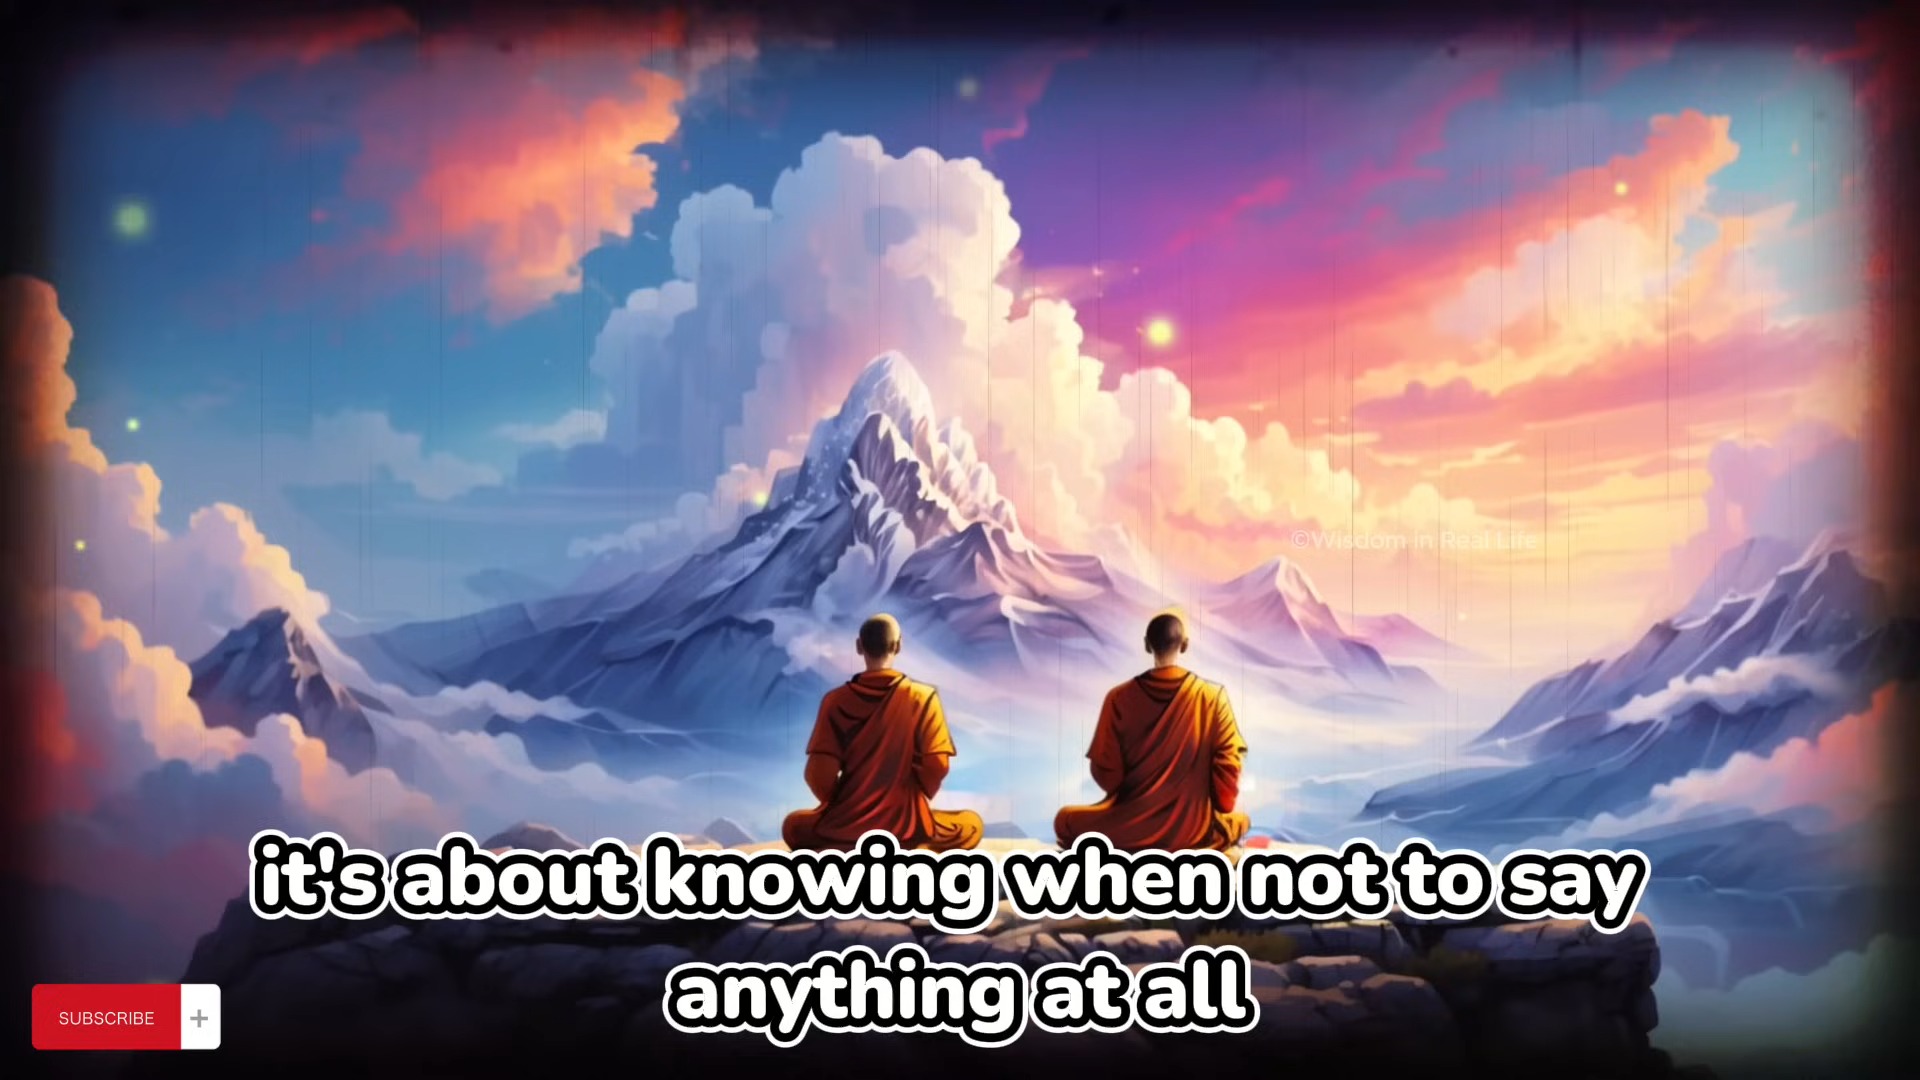 ©Wisdom in Real Life
it's about knowing when not to say
anything at all
SUBSCRIBE +